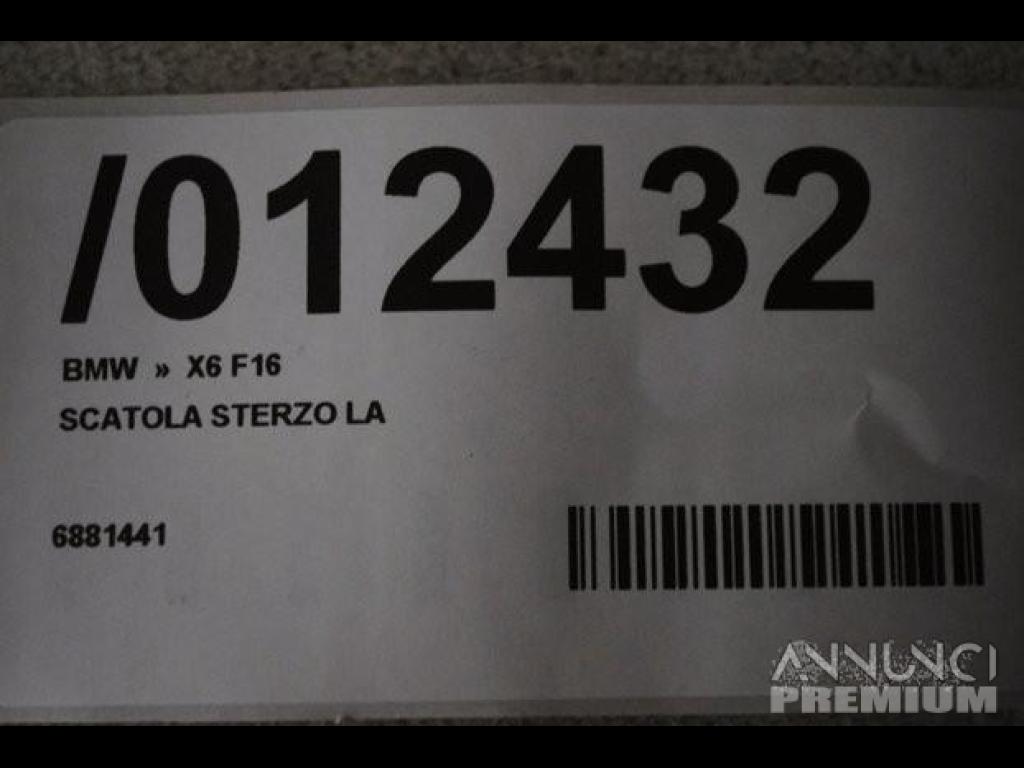 /012432
BMW » X6 F16
SCATOLA STERZO LA
6881441
ANNUNCI
PREMIUM